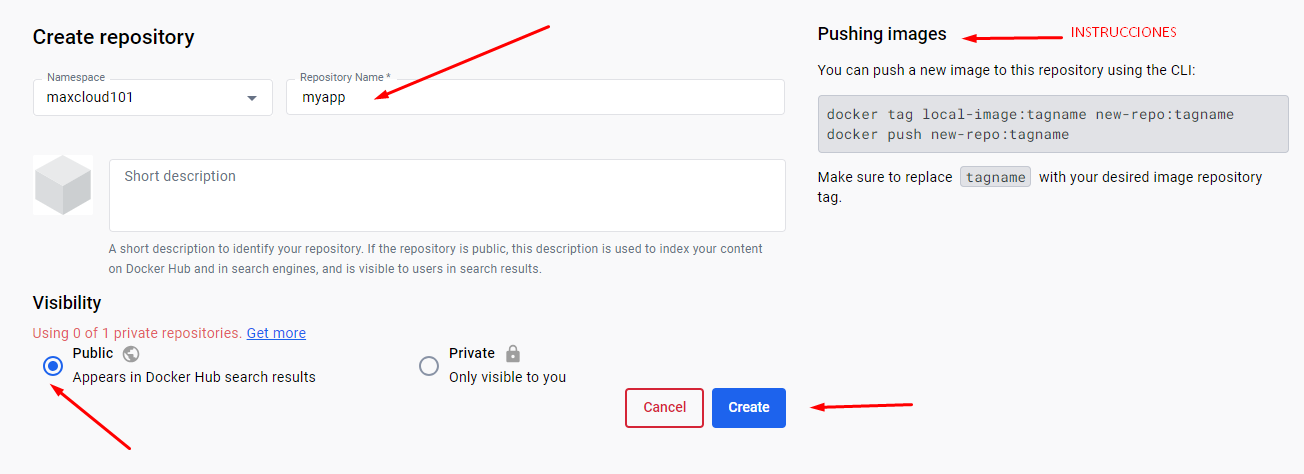 Create repository
Namespace
maxcloud101
Repository Name *
myapp
Short description
A short description to identify your repository. If the repository is public, this description is used to index your content
on Docker Hub and in search engines, and is visible to users in search results.
Visibility
Using 0 of 1 private repositories. Get more
Public
Appears in Docker Hub search results
Private
Only visible to you
Cancel
Create
Pushing images
INSTRUCCIONES
You can push a new image to this repository using the CLI:
docker tag local-image:tagname new-repo:tagname
docker push new-repo:tagname
Make sure to replace tagname with your desired image repository
tag.